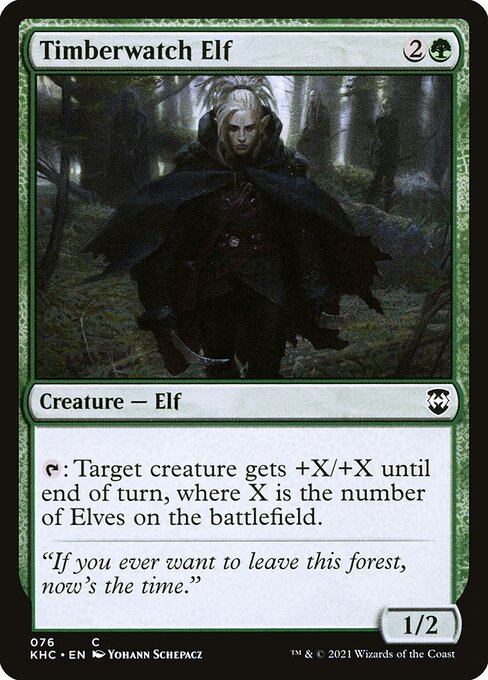 Timberwatch Elf 2
Creature — Elf
: Target creature gets +X/+X until
end of turn, where X is the number
of Elves on the battlefield.
“If you ever want to leave this forest,
now’s the time.”
1/2
076 C
KHC • EN Yohann Schepacz ™ & © 2021 Wizards of the Coast